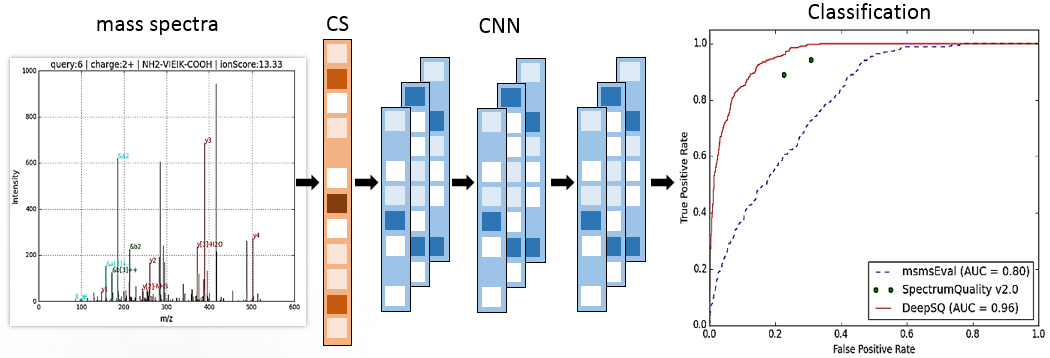 mass spectra
CS
CNN
Classification
query:6 | charge:2+ | NH2-VIEIK-COOH | ionScore:13.33
Intensity
1000
800
600
400
200
0
&a2
y3
&b2
y[3]-H2O
y4
y2
&b[3]++
y[2]-NH3
y1
0
100
200
300
400
500
600
m/z
True Positive Rate
1.0
0.8
0.6
0.4
0.2
0.0
msmsEval (AUC = 0.80)
SpectrumQuality v2.0
DeepSQ (AUC = 0.96)
0.0
0.2
0.4
0.6
0.8
1.0
False Positive Rate